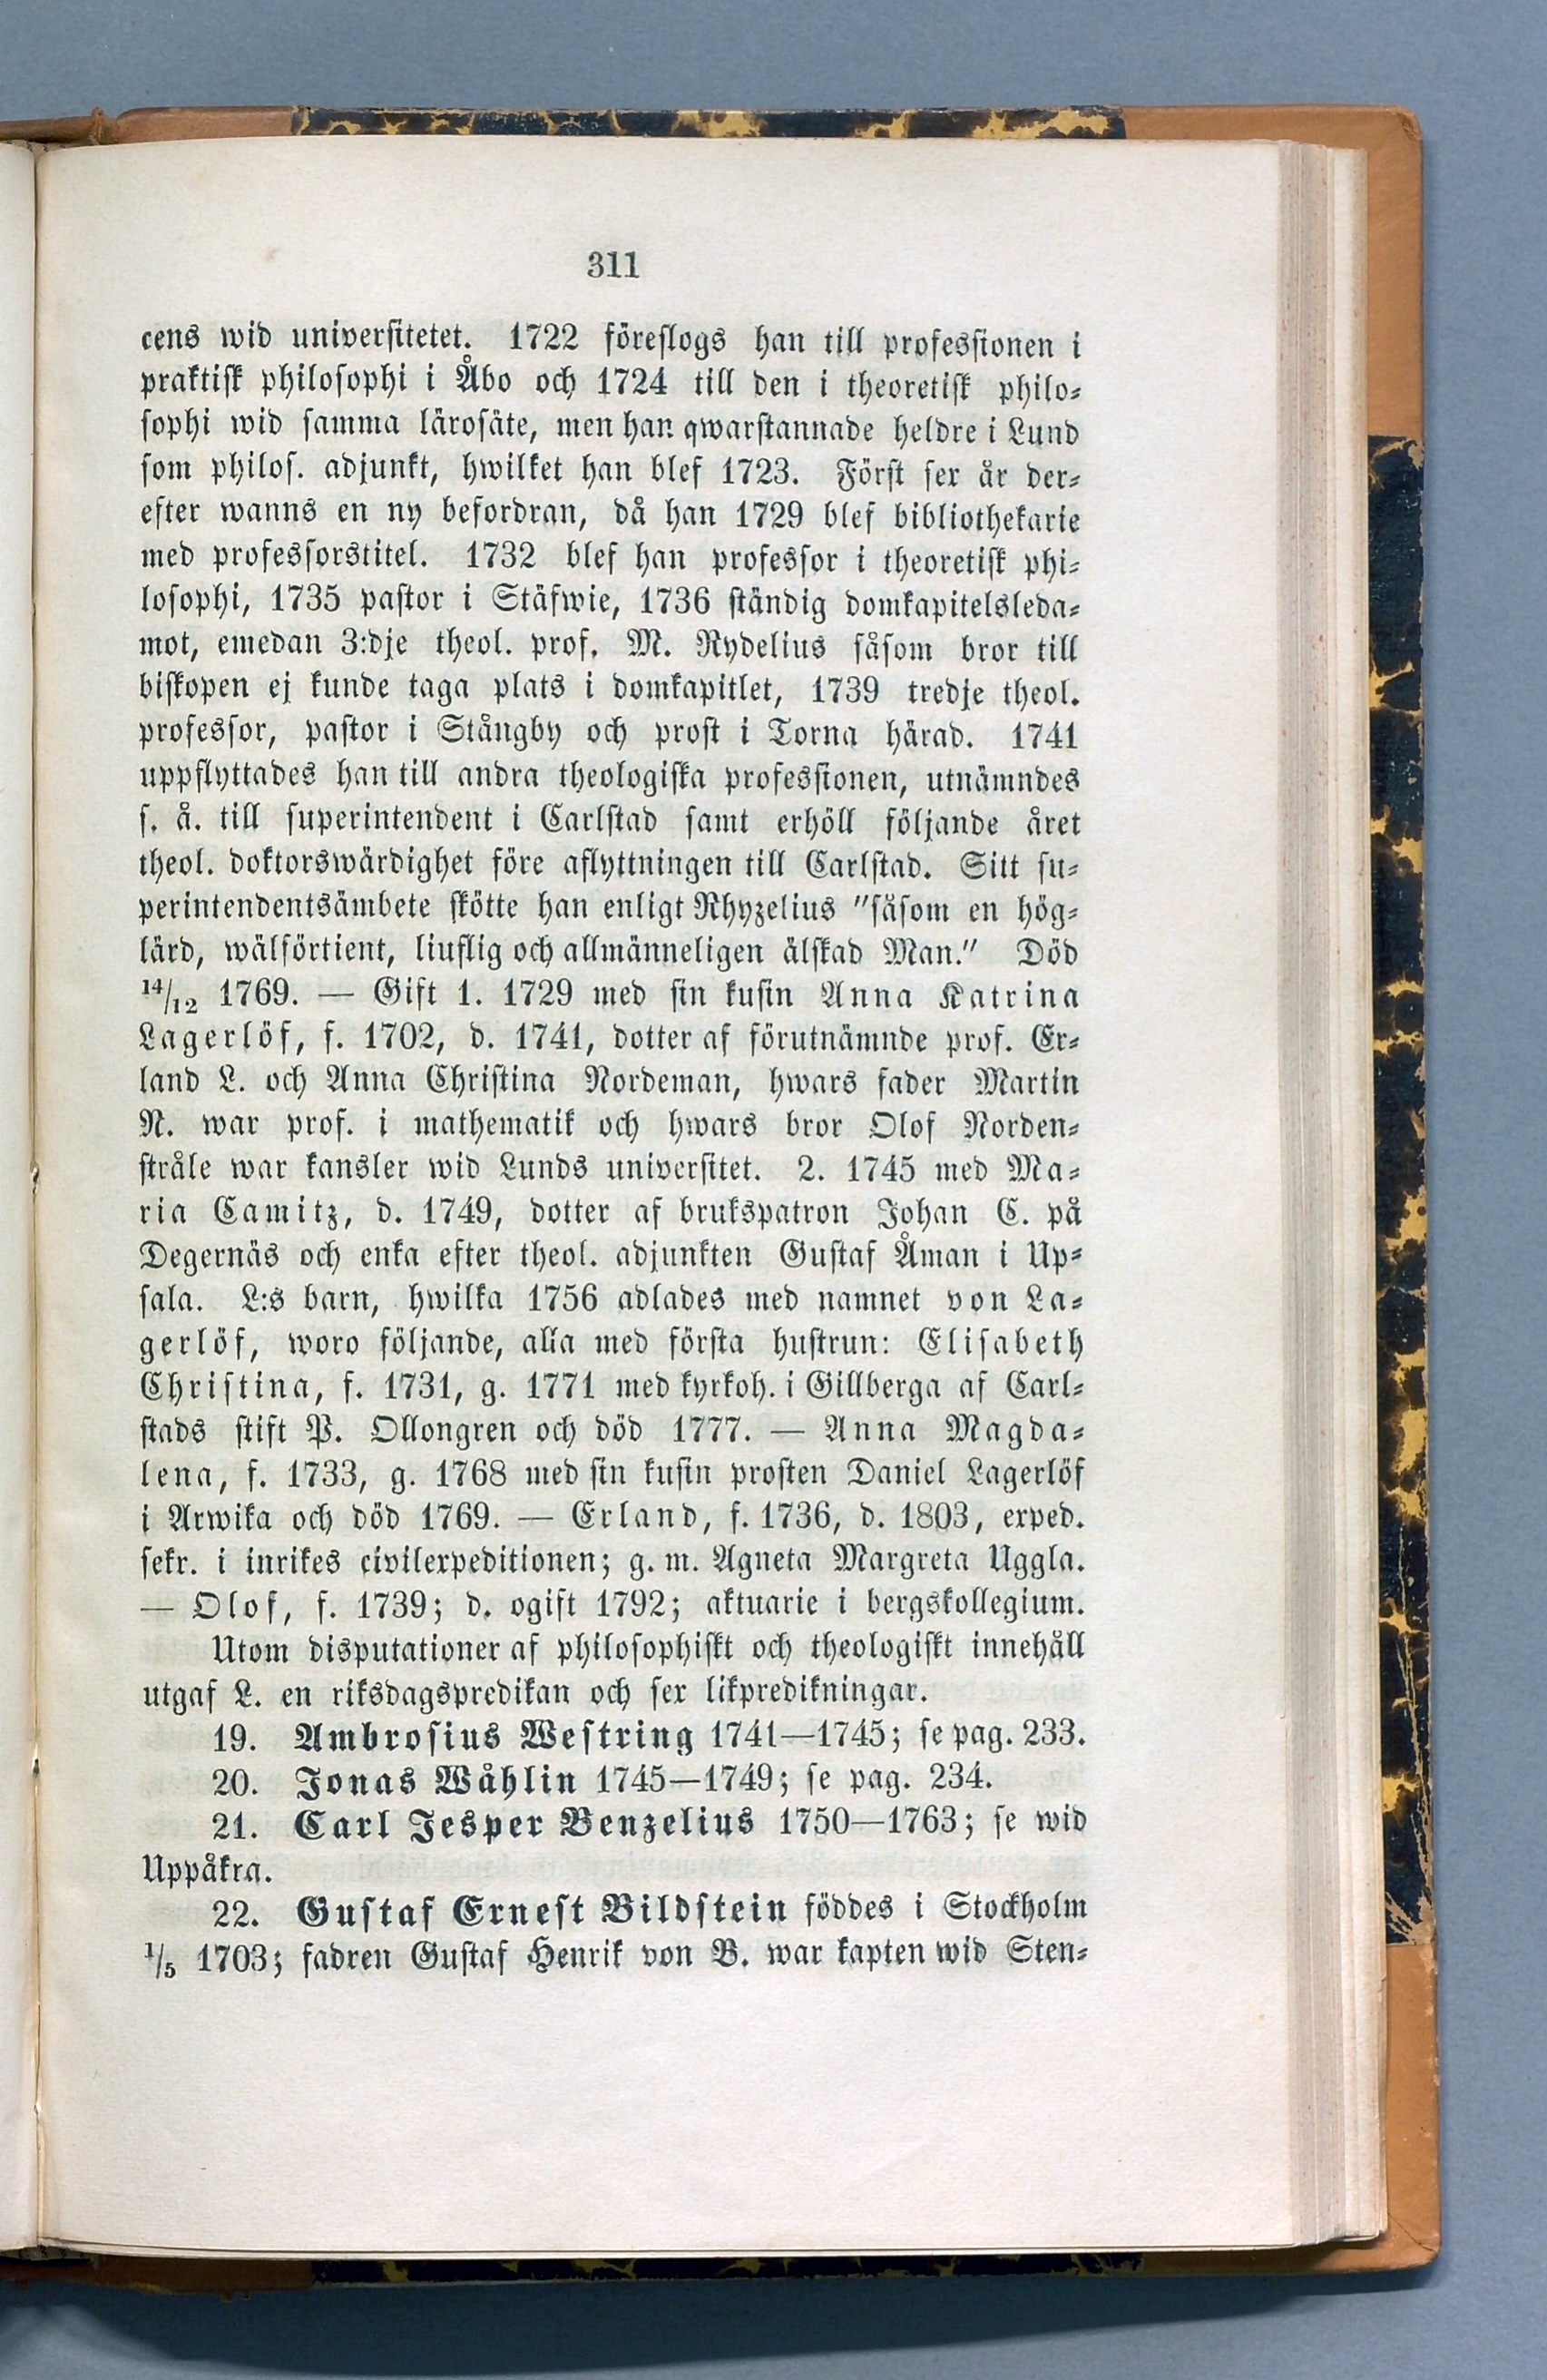 311
cens wid universitetet. 1722 föreslogs han till professionen i
praktisk philosophi i Åbo och 1724 till den i theoretisk philo-
sophi wid samma lärosäte, men han qwarstannade heldre i Lund
som philos. adjunkt, hwilket han blef 1723. Först sex år der-
efter wanns en ny befordran, då han 1729 blef bibliothekarie
med professorstitel. 1732 blef han professor i theoretisk phi-
losophi, 1735 pastor i Stäfwie, 1736 ständig domkapitelsleda-
mot, emedan 3:dje theol. prof. M. Rydelius såsom bror till
biskopen ej kunde taga plats i domkapitlet, 1739 tredje theol.
professor, pastor i Stångby och prost i Torna härad. 1741
uppflyttades han till andra theologiska professionen, utnämndes
s. å. till superintendent i Carlstad samt erhöll följande året
theol. doktorswärdighet före aflyttningen till Carlstad. Sitt su-
perintendentsämbete skötte han enligt Rhyzelius "såsom en hög-
lärd, wälförtient, liuflig och allmänneligen älskad Man." Död
14/12 1769. — Gift 1. 1729 med sin kusin Anna Katrina
Lagerlöf, f. 1702, d. 1741, dotter af förutnämnde prof. Er-
land L. och Anna Christina Nordeman, hwars fader Martin
N. war prof. i mathematik och hwars bror Olof Norden-
stråle war kansler wid Lunds universitet. 2. 1745 med Ma-
ria Camitz, d. 1749, dotter af brukspatron Johan C. på
Degernäs och enka efter theol. adjunkten Gustaf Åman i Up-
sala. L:s barn, hwilka 1756 adlades med namnet von La-
gerlöf, woro följande, alla med första hustrun: Elisabeth
Christina, f. 1731, g. 1771 med kyrkoh. i Gillberga af Carl-
stads stift P. Ollongren och död 1777. — Anna Magda-
lena, f. 1733, g. 1768 med sin kusin prosten Daniel Lagerlöf
i Arwika och död 1769. — Erland, f. 1736, d. 1803, exped.
sekr. i inrikes civilexpeditionen; g. m. Agneta Margreta Uggla.
— Olof, f. 1739; d. ogift 1792; aktuarie i bergskollegium.
Utom disputationer af philosophiskt och theologiskt innehåll
utgaf L. en riksdagspredikan och sex likpredikningar.
19. Ambrosius Westring 1741—1745; se pag. 233.
20. Jonas Wåhlin 1745—1749; se pag. 234.
21. Carl Jesper Benzelius 1750—1763; se wid
Uppåkra.
22. Gustaf Ernest Bildstein föddes i Stockholm
1/5 1703; fadren Gustaf Henrik von B. war kapten wid Sten-